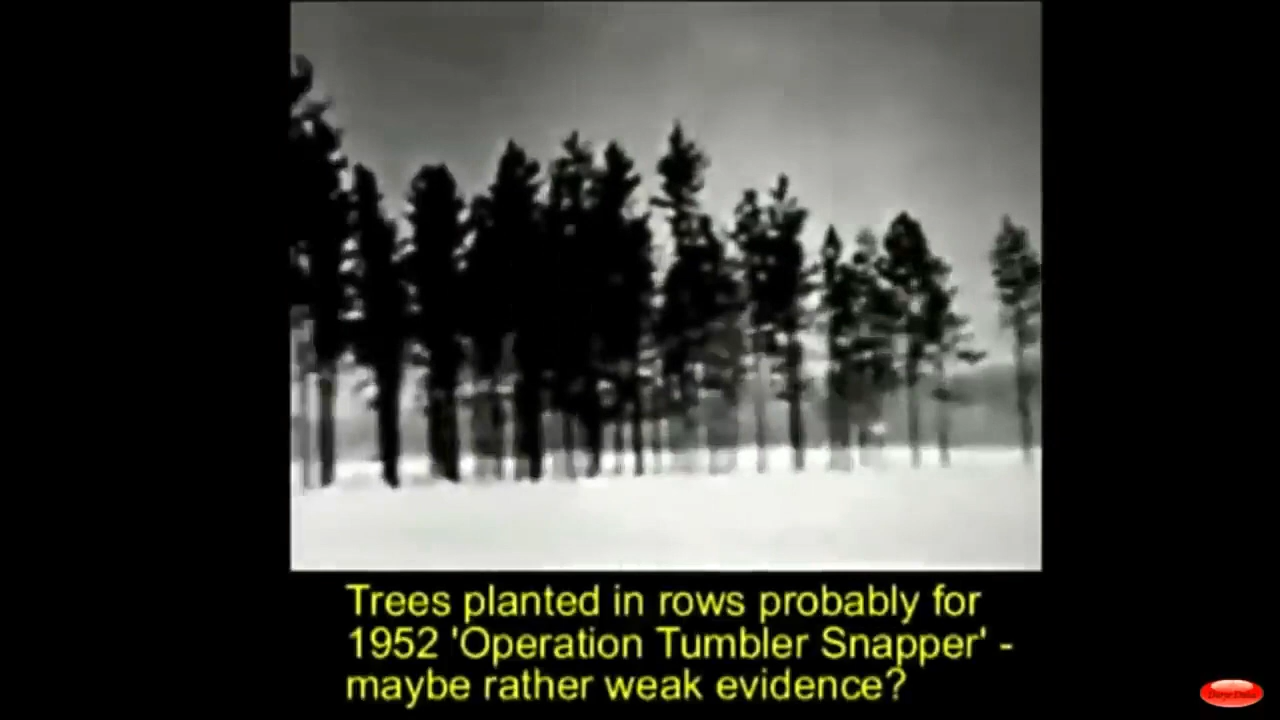 Trees planted in rows probably for
1952 'Operation Tumbler Snapper' -
maybe rather weak evidence?